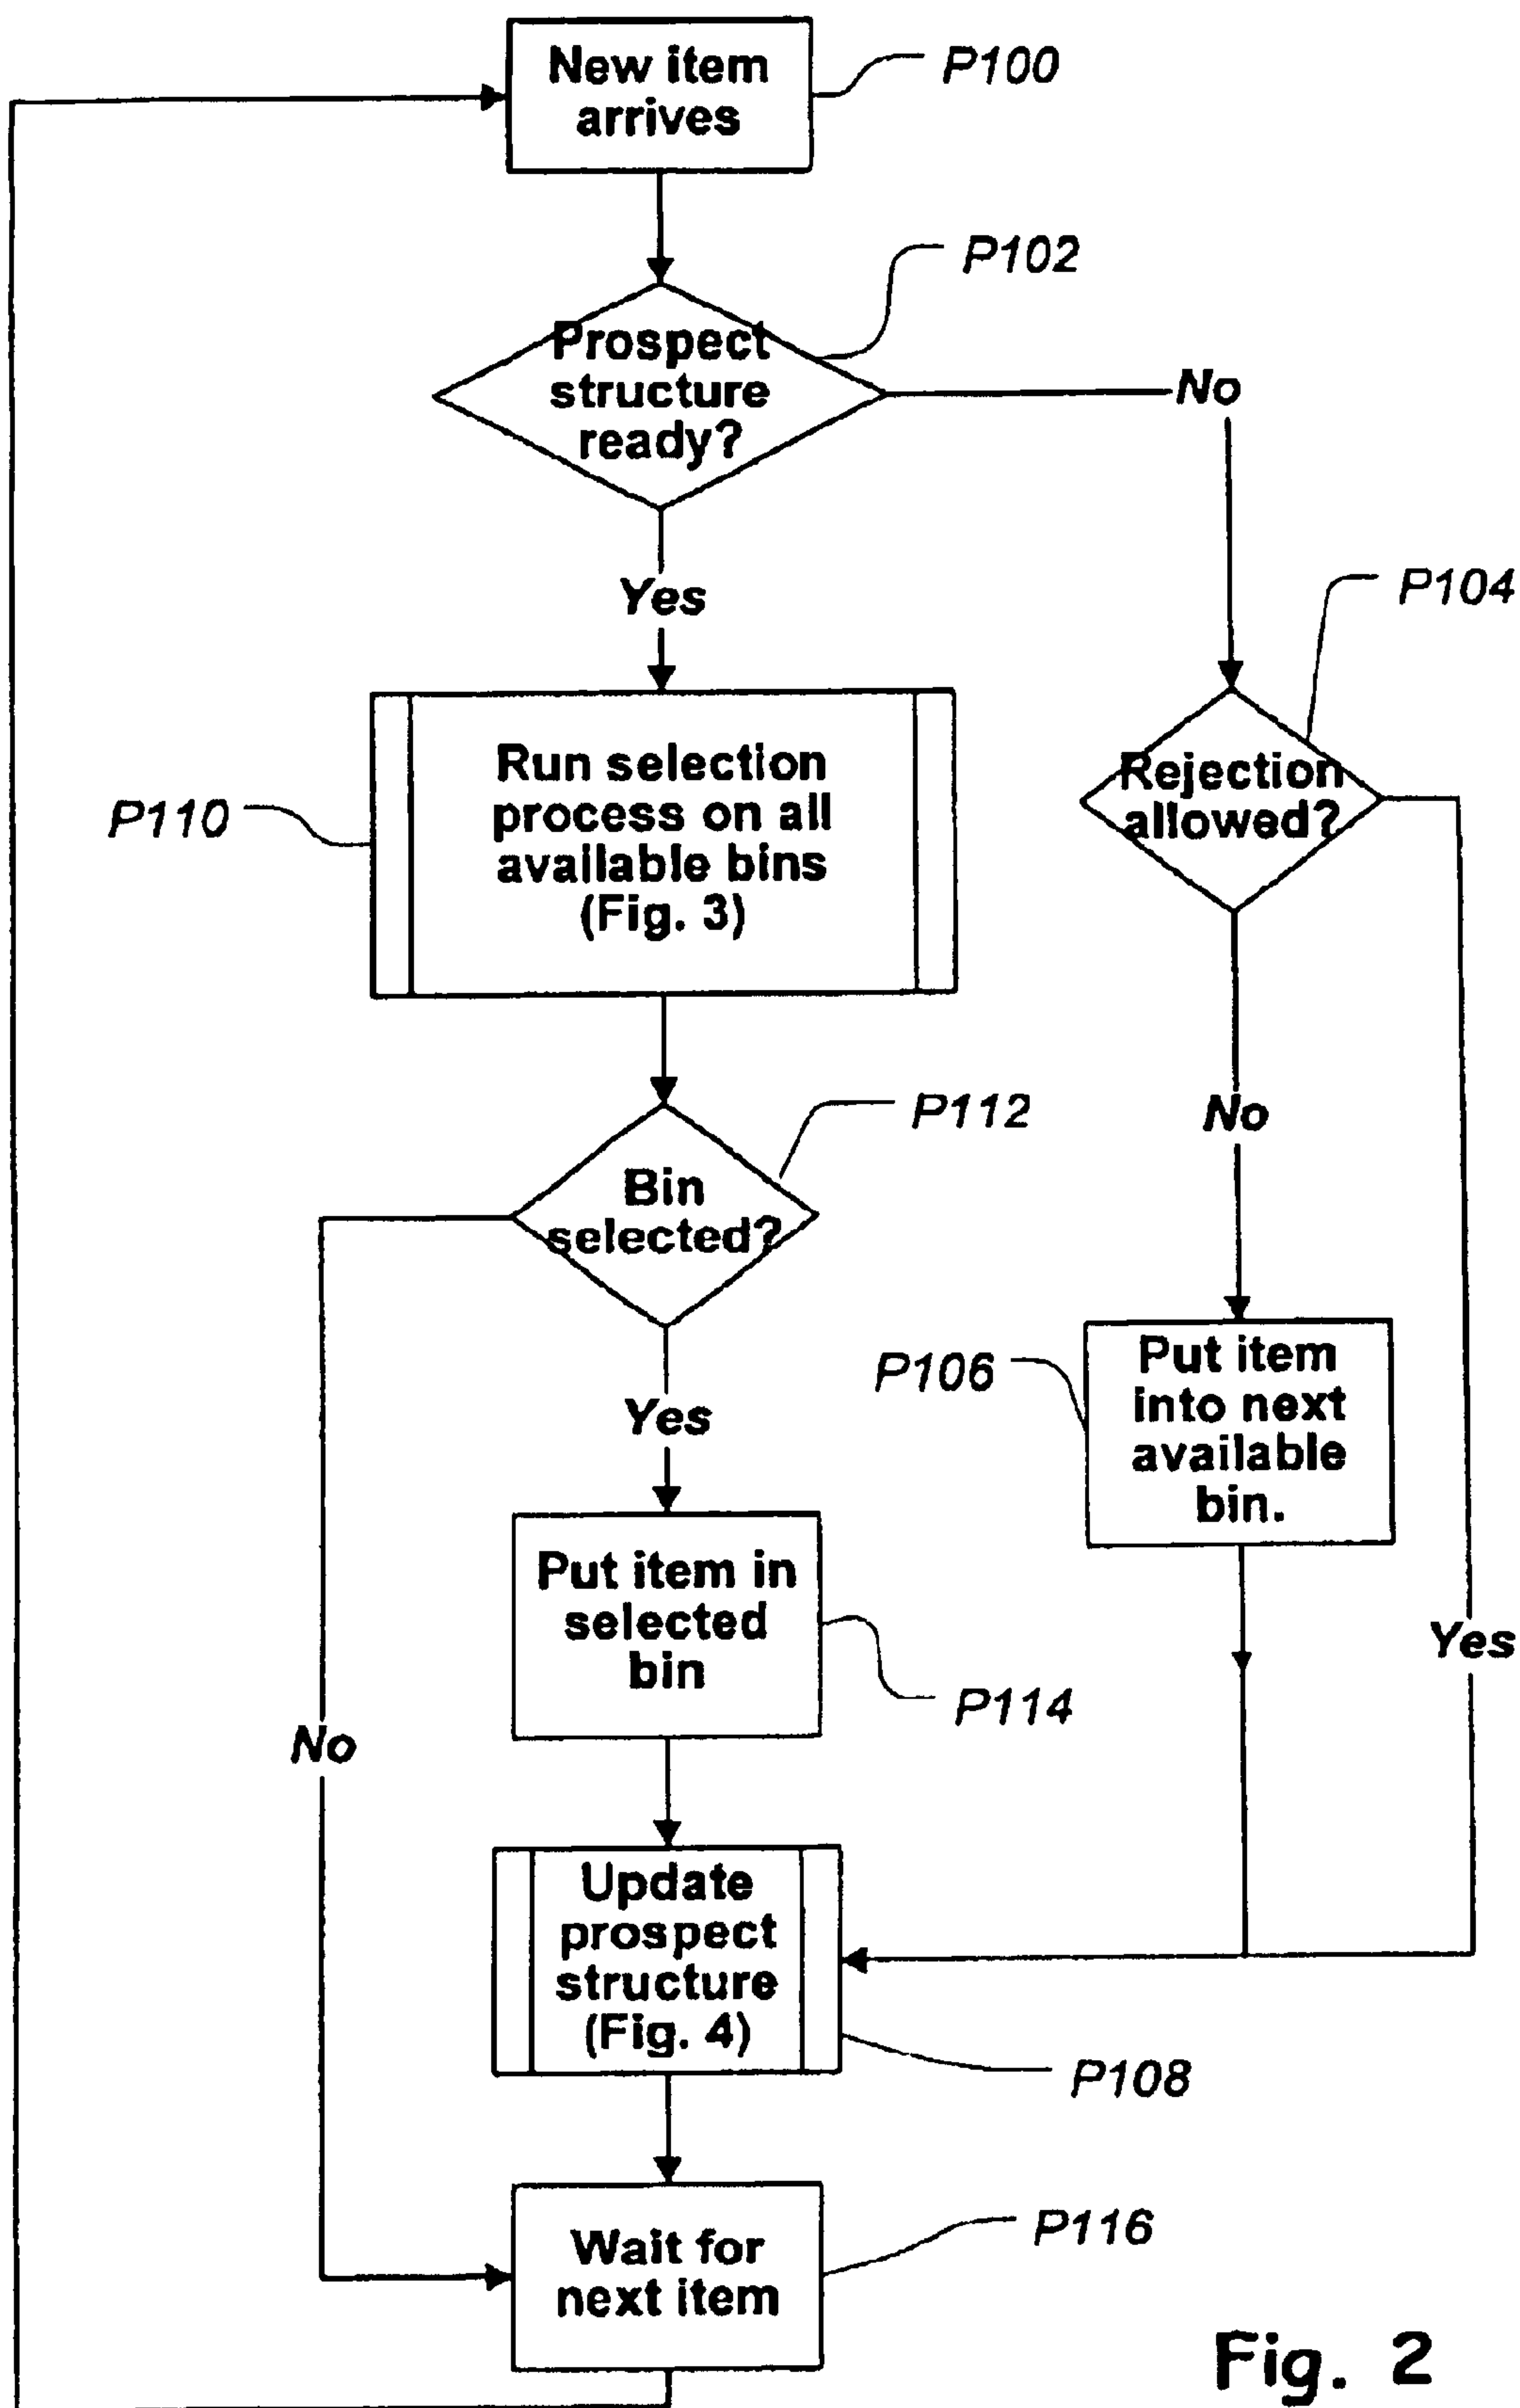 New item
arrives
P100
P102
Prospect
structure
ready?
No
Yes
P104
Rejection
allowed?
Run selection
process on all
available bins
(Fig. 3)
P110
No
P112
Bin
selected?
P106
Put item
into next
available
bin.
Yes
Put item in
selected
bin
P114
Yes
No
Update
prospect
structure
(Fig. 4)
P108
Wait for
next item
P116
Fig. 2